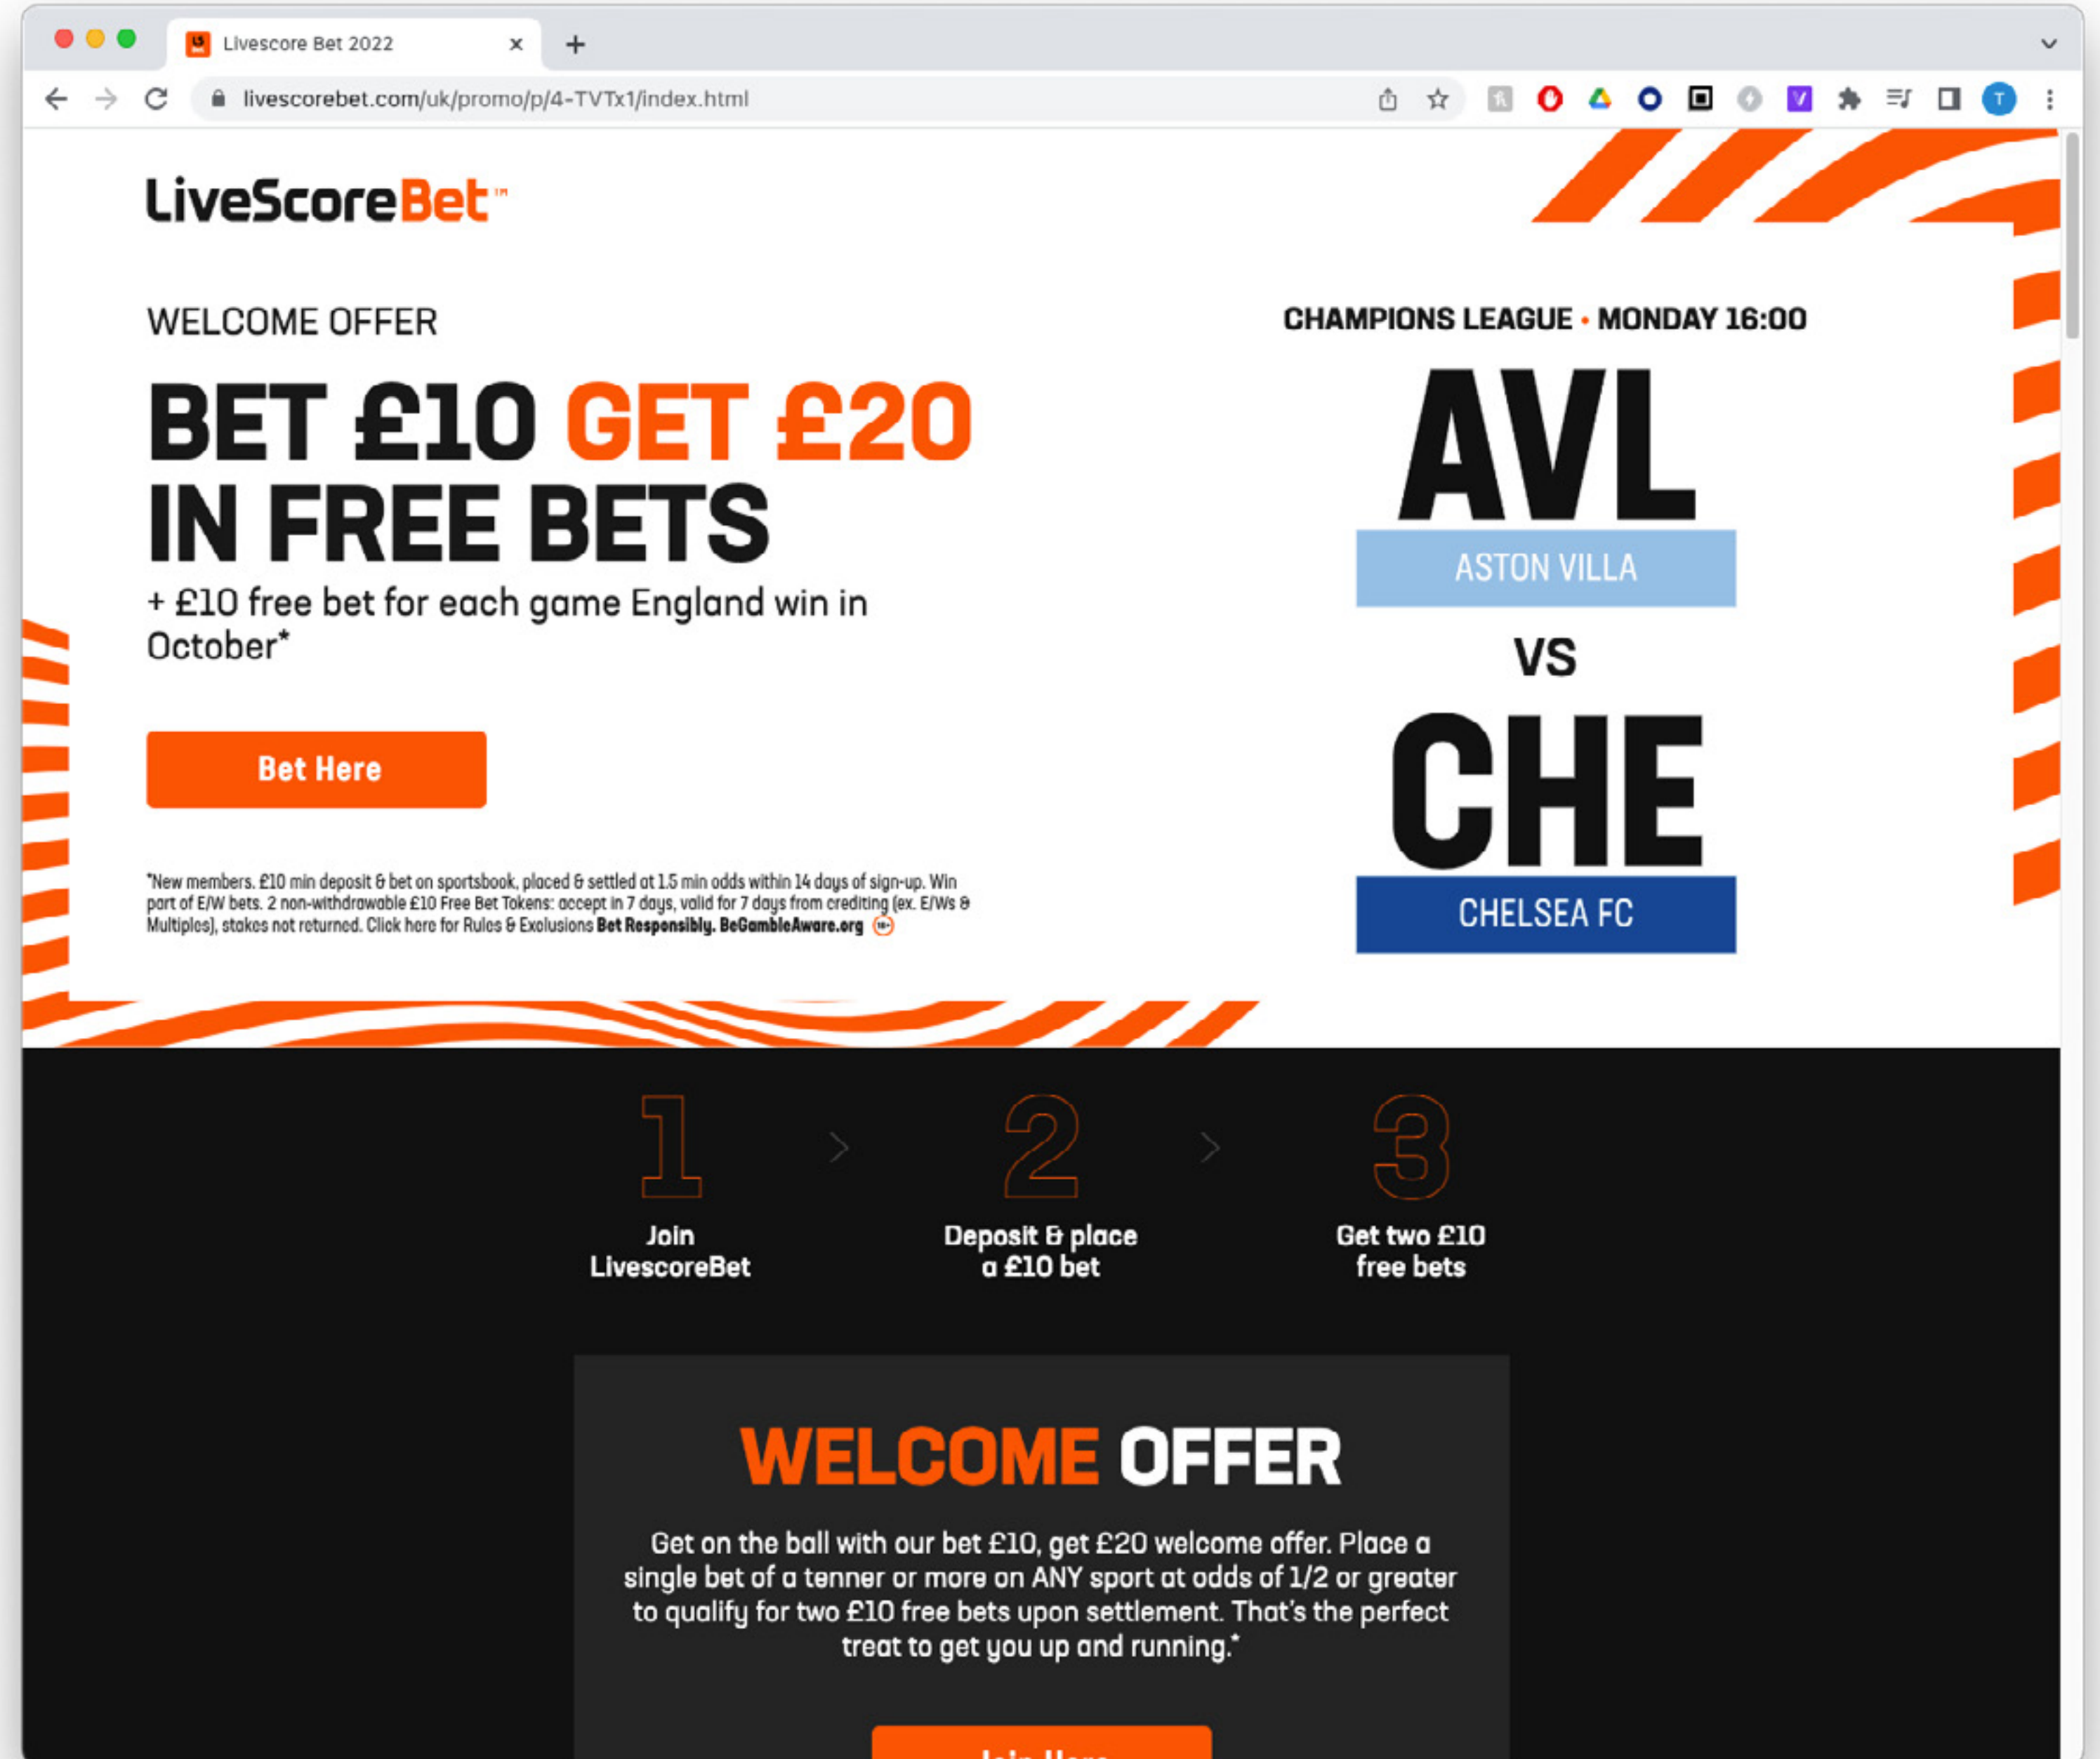 Livescore Bet 2022
livescorebet.com/uk/promo/p/4-TVTx1/index.html
T
LiveScoreBet™
WELCOME OFFER
BET £10 GET £20
IN FREE BETS
+ £10 free bet for each game England win in
October*
Bet Here
*New members. £10 min deposit & bet on sportsbook, placed & settled at 1.5 min odds within 14 days of sign-up. Win
part of E/W bets. 2 non-withdrawable £10 Free Bet Tokens: accept in 7 days, valid for 7 days from crediting (ex. E/Ws &
Multiples), stakes not returned. Click here for Rules & Exclusions Bet Responsibly. BeGambleAware.org 18+
CHAMPIONS LEAGUE • MONDAY 16:00
AVL
ASTON VILLA
VS
CHE
CHELSEA FC
1
Join
LivescoreBet
2
Deposit & place
a £10 bet
3
Get two £10
free bets
WELCOME OFFER
Get on the ball with our bet £10, get £20 welcome offer. Place a
single bet of a tenner or more on ANY sport at odds of 1/2 or greater
to qualify for two £10 free bets upon settlement. That's the perfect
treat to get you up and running.*
Join Here